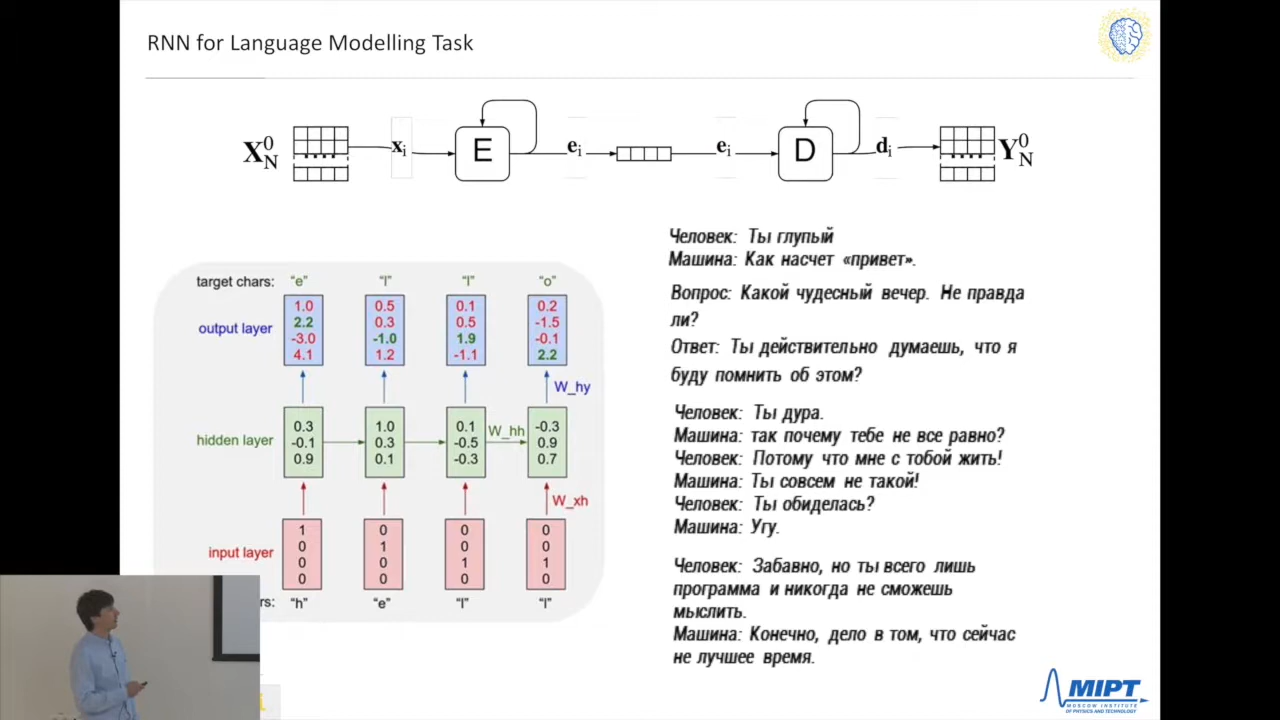 RNN for Language Modelling Task
X⁰_N x_i E e_i e_i D d_i Y⁰_N
target chars: "e" "l" "l" "o"
output layer
1.0 0.5 0.1 0.2
2.2 0.3 0.5 -1.5
-3.0 -1.0 1.9 -0.1
4.1 1.2 -1.1 2.2
W_hy
hidden layer
0.3 1.0 0.1 -0.3
-0.1 0.3 -0.5 0.9
0.9 0.1 -0.3 0.7
W_hh
W_xh
input layer
1 0 0 0
0 1 0 0
0 0 1 1
0 0 0 0
rs: "h" "e" "l" "l"
Человек: Ты глупый
Машина: Как насчет «привет».
Вопрос: Какой чудесный вечер. Не правда
ли?
Ответ: Ты действительно думаешь, что я
буду помнить об этом?
Человек: Ты дура.
Машина: так почему тебе не все равно?
Человек: Потому что мне с тобой жить!
Машина: Ты совсем не такой!
Человек: Ты обиделась?
Машина: Угу.
Человек: Забавно, но ты всего лишь
программа и никогда не сможешь
мыслить.
Машина: Конечно, дело в том, что сейчас
не лучшее время.
MIPT
MOSCOW INSTITUTE
OF PHYSICS AND TECHNOLOGY